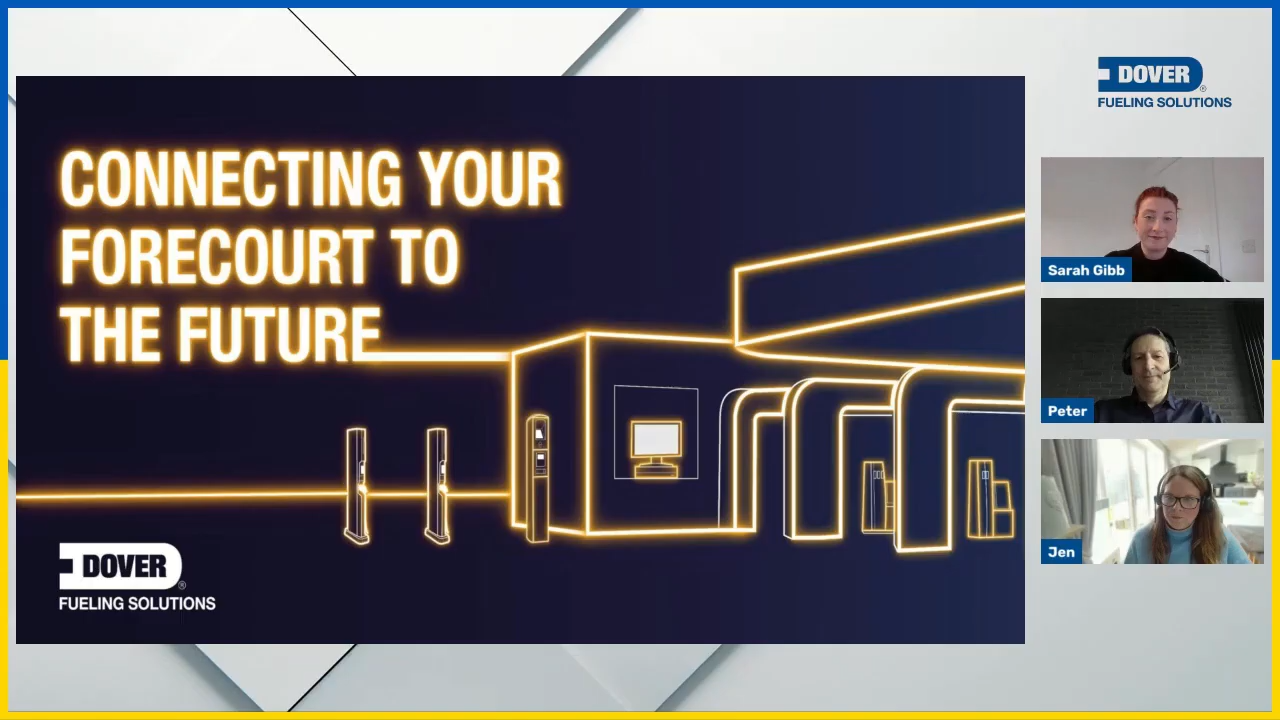 CONNECTING YOUR
FORECOURT TO
THE FUTURE
DOVER
®
FUELING SOLUTIONS
DOVER
®
FUELING SOLUTIONS
Sarah Gibb
Peter
Jen